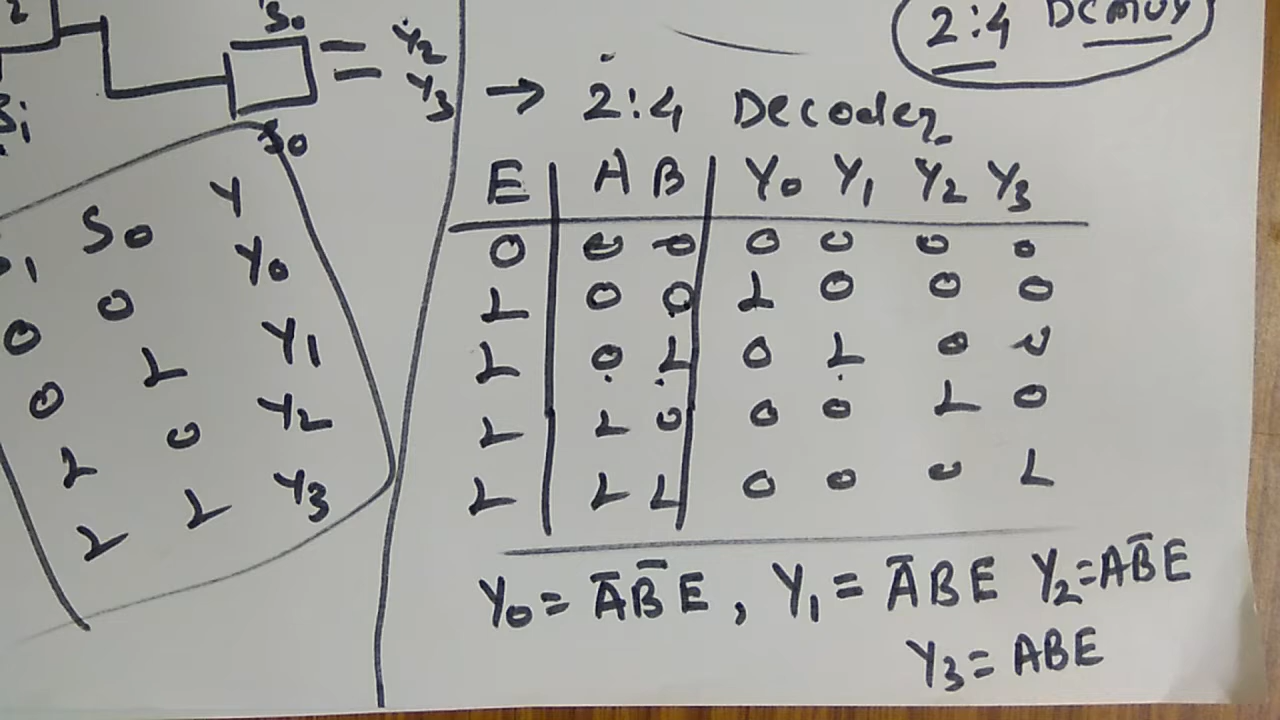 S0
Y2
Y3
S0
S1 S0 Y
0 0 Y0
0 1 Y1
1 0 Y2
1 1 Y3
2:4 Demux
→ 2:4 Decoder
E A B Y0 Y1 Y2 Y3
0 0 0 0 0 0 0
1 0 0 1 0 0 0
1 0 1 0 1 0 0
1 1 0 0 0 1 0
1 1 1 0 0 0 1
Y0 = A̅ B̅ E , Y1 = A̅ B E Y2 = A B̅ E
Y3 = ABE